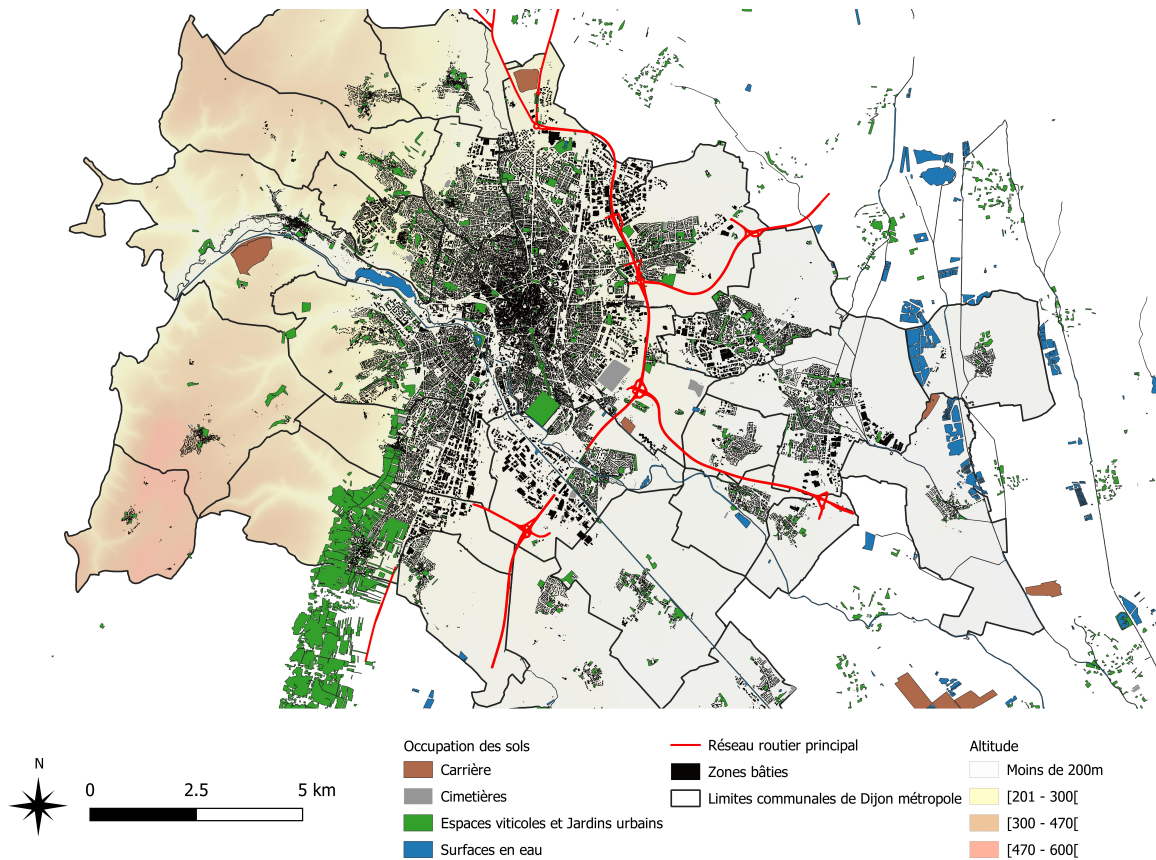 N
0 2.5 5 km
Occupation des sols
Carrière
Cimetières
Espaces viticoles et Jardins urbains
Surfaces en eau
Réseau routier principal
Zones bâties
Limites communales de Dijon métropole
Altitude
Moins de 200m
[201 - 300[
[300 - 470[
[470 - 600[